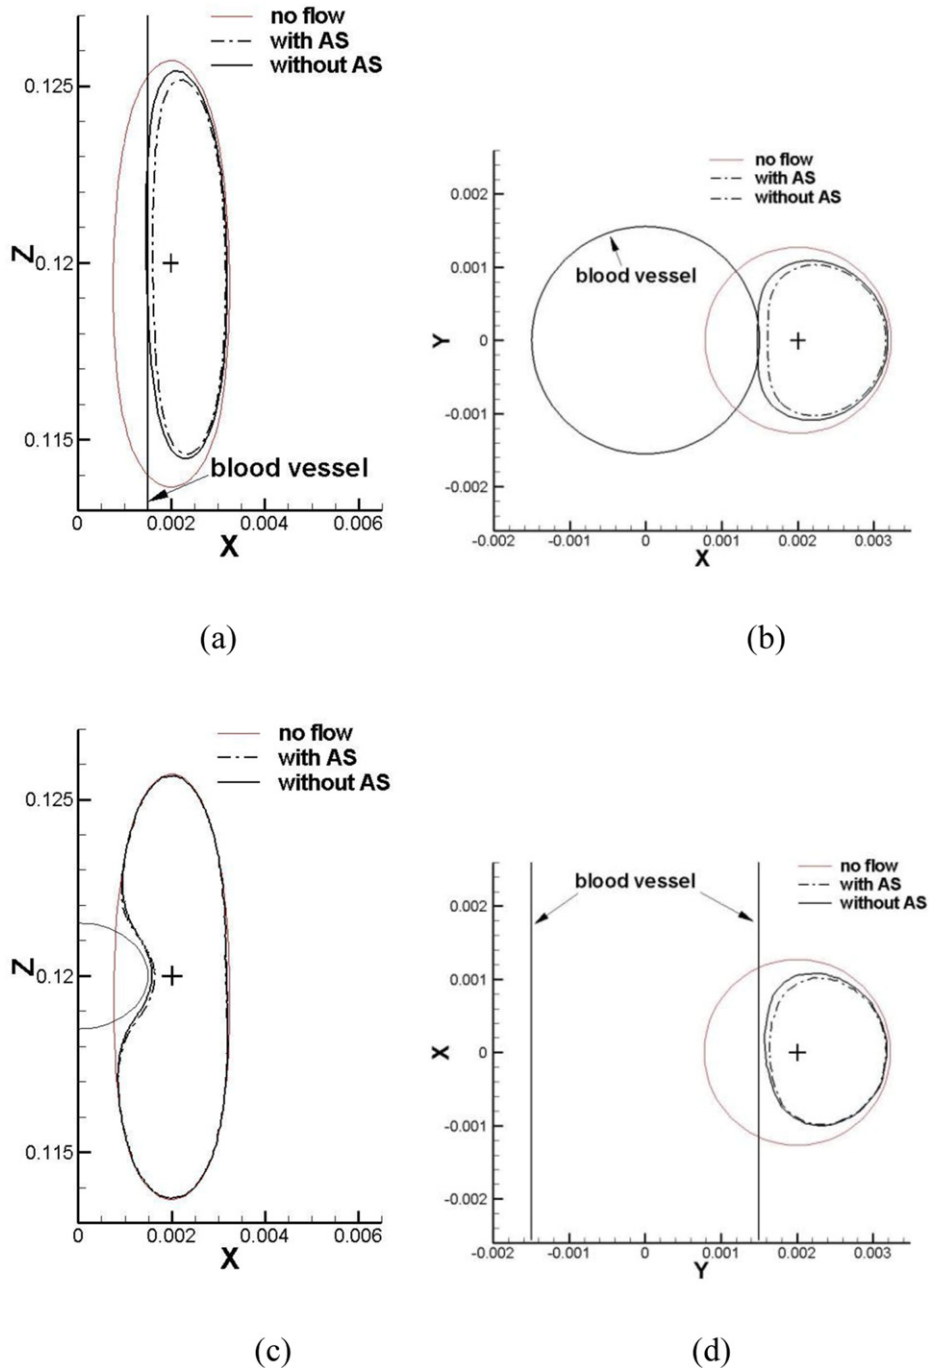 no flow
with AS
without AS
0.125
Z
0.12
0.115
blood vessel
0
0.002
0.004
0.006
X
(a)
no flow
with AS
without AS
0.002
0.001
0
-0.001
-0.002
Y
blood vessel
-0.002
-0.001
0
0.001
0.002
0.003
X
(b)
no flow
with AS
without AS
0.125
Z
0.12
0.115
0
0.002
0.004
0.006
X
(c)
no flow
with AS
without AS
blood vessel
0.002
0.001
0
-0.001
-0.002
X
-0.002
-0.001
0
0.001
0.002
0.003
Y
(d)